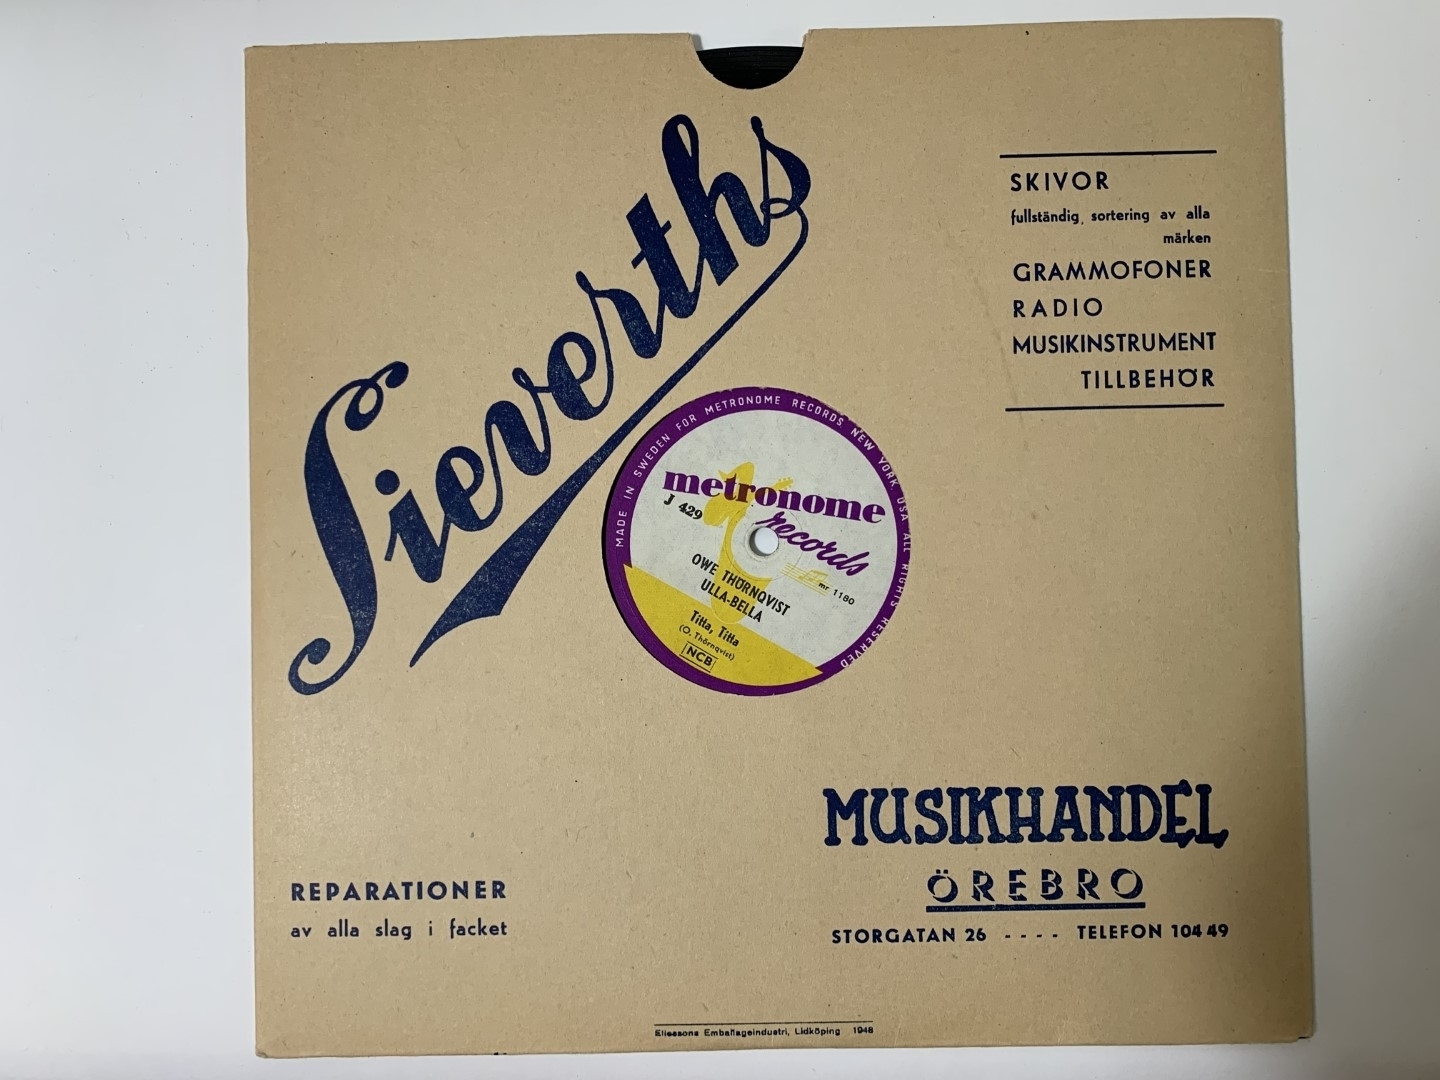 Sieverths
SKIVOR
fullständig sortering av alla
märken
GRAMMOFONER
RADIO
MUSIKINSTRUMENT
TILLBEHÖR
MADE IN SWEDEN FOR METRONOME RECORDS NEW YORK USA ALL RIGHTS RESERVED
metronome
records
J 429
mr 1180
OWE THÖRNQVIST
ULLA-BELLA
Titta, Titta
(O. Thörnqvist)
NCB
MUSIKHANDEL
ÖREBRO
STORGATAN 26 - - - - TELEFON 104 49
REPARATIONER
av alla slag i facket
Eliessons Emballageindustri, Lidköping 1948